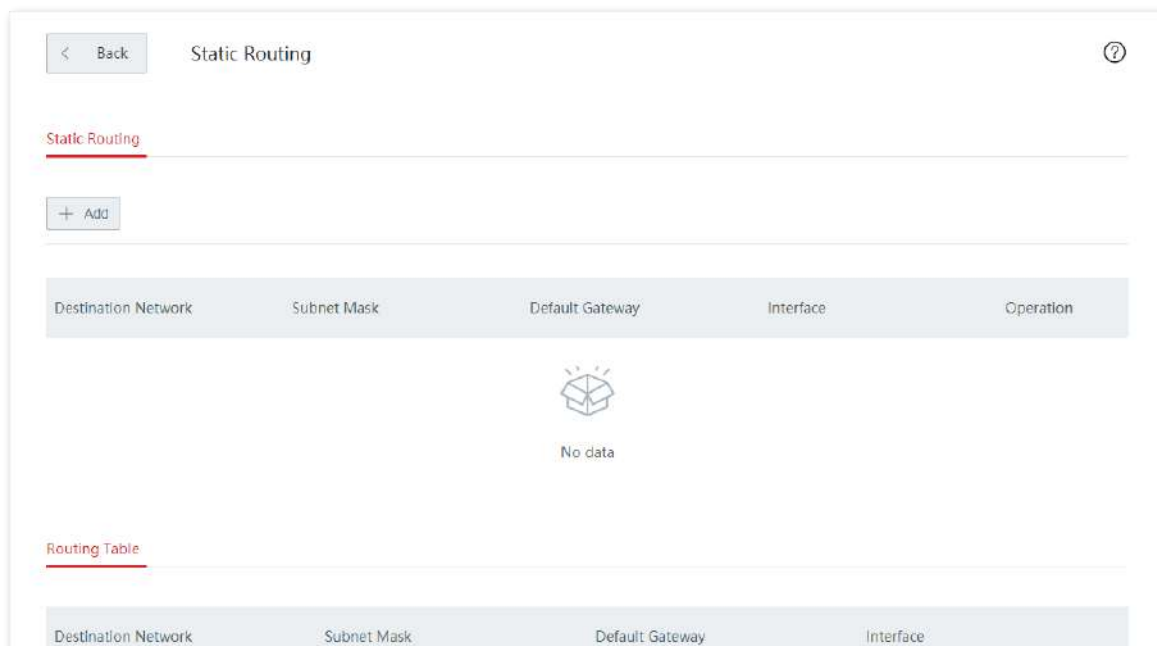 Back Static Routing
Static Routing
+ Add
Destination Network Subnet Mask Default Gateway Interface Operation
No data
Routing Table
Destination Network Subnet Mask Default Gateway Interface